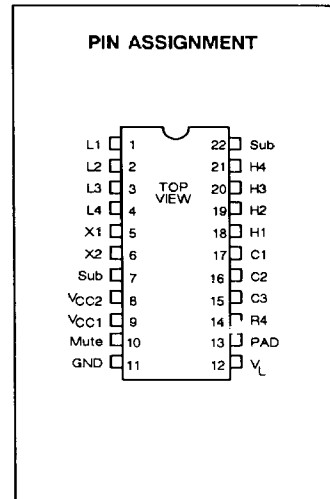 PIN ASSIGNMENT
L1 1 22 Sub
L2 2 21 H4
L3 3 TOP 20 H3
L4 4 VIEW 19 H2
X1 5 18 H1
X2 6 17 C1
Sub 7 16 C2
VCC2 8 15 C3
VCC1 9 14 R4
Mute 10 13 PAD
GND 11 12 VL